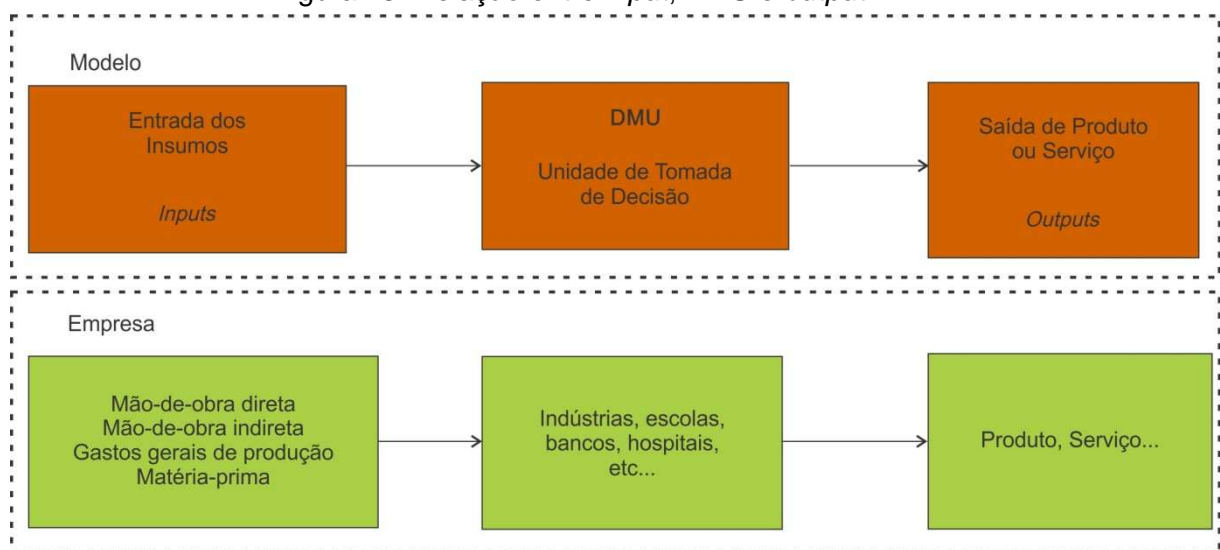 Modelo
Entrada dos
Insumos
Inputs
DMU
Unidade de Tomada
de Decisão
Saída de Produto
ou Serviço
Outputs
Empresa
Mão-de-obra direta
Mão-de-obra indireta
Gastos gerais de produção
Matéria-prima
Indústrias, escolas,
bancos, hospitais,
etc...
Produto, Serviço...